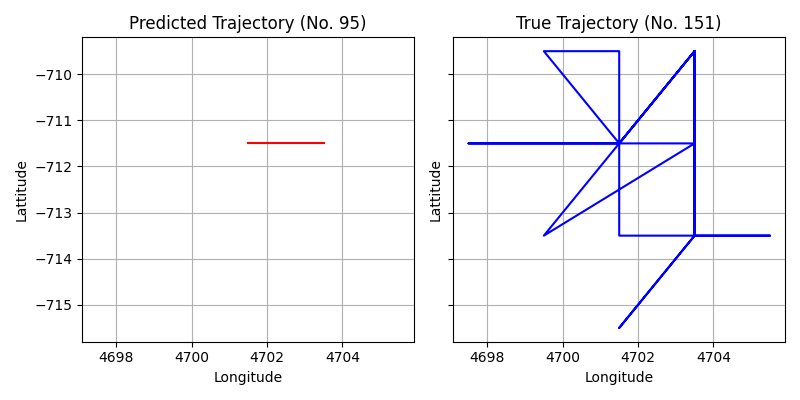 Predicted Trajectory (No. 95)
−710
−711
−712
−713
−714
−715
Lattitude
4698 4700 4702 4704
Longitude
True Trajectory (No. 151)
Lattitude
4698 4700 4702 4704
Longitude